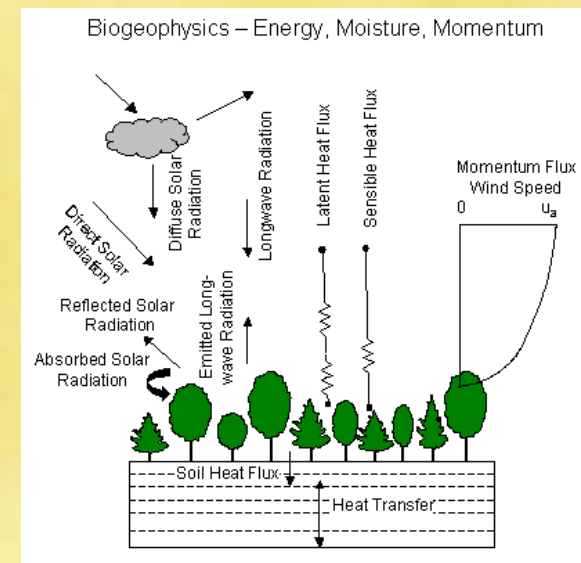 Biogeophysics – Energy, Moisture, Momentum
Diffuse Solar
Radiation
Longwave Radiation
Latent Heat Flux
Sensible Heat Flux
Momentum Flux
Wind Speed
0
ua
Direct Solar
Radiation
Reflected Solar
Radiation
Emitted Long-
wave Radiation
Absorbed Solar
Radiation
Soil Heat Flux
Heat Transfer